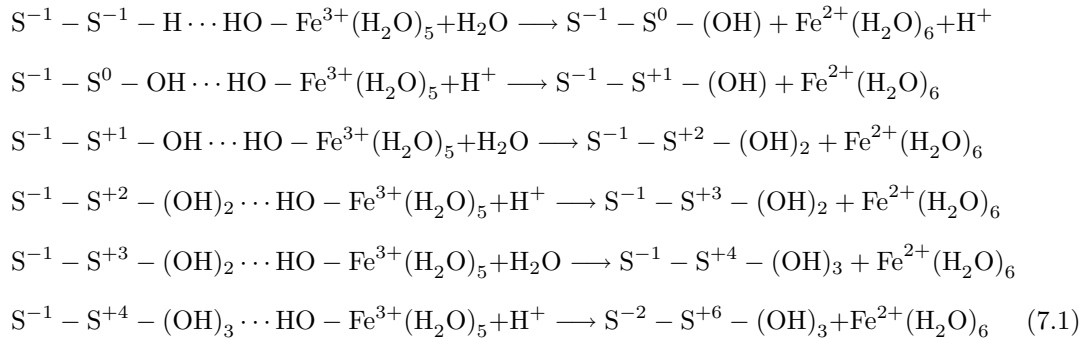 S⁻¹ − S⁻¹ − H ⋯ HO − Fe³⁺(H₂O)₅+H₂O ⟶ S⁻¹ − S⁰ − (OH) + Fe²⁺(H₂O)₆+H⁺
S⁻¹ − S⁰ − OH ⋯ HO − Fe³⁺(H₂O)₅+H⁺ ⟶ S⁻¹ − S⁺¹ − (OH) + Fe²⁺(H₂O)₆
S⁻¹ − S⁺¹ − OH ⋯ HO − Fe³⁺(H₂O)₅+H₂O ⟶ S⁻¹ − S⁺² − (OH)₂ + Fe²⁺(H₂O)₆
S⁻¹ − S⁺² − (OH)₂ ⋯ HO − Fe³⁺(H₂O)₅+H⁺ ⟶ S⁻¹ − S⁺³ − (OH)₂ + Fe²⁺(H₂O)₆
S⁻¹ − S⁺³ − (OH)₂ ⋯ HO − Fe³⁺(H₂O)₅+H₂O ⟶ S⁻¹ − S⁺⁴ − (OH)₃ + Fe²⁺(H₂O)₆
S⁻¹ − S⁺⁴ − (OH)₃ ⋯ HO − Fe³⁺(H₂O)₅+H⁺ ⟶ S⁻² − S⁺⁶ − (OH)₃+Fe²⁺(H₂O)₆ (7.1)